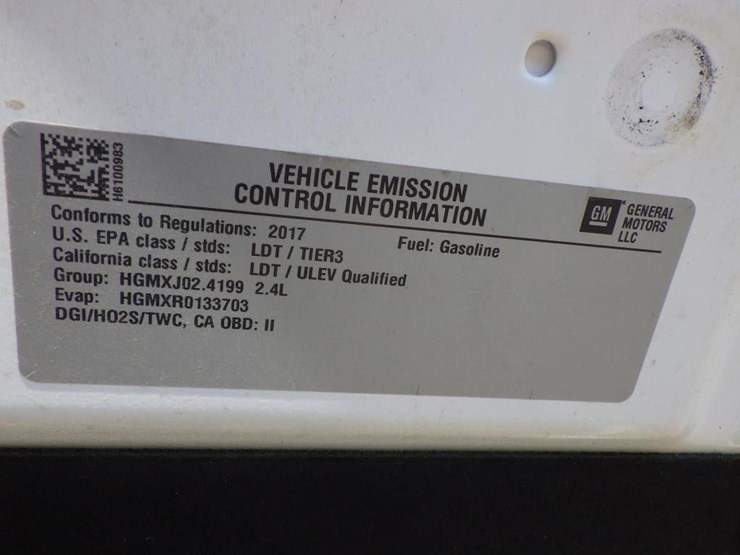 H6100983
VEHICLE EMISSION
CONTROL INFORMATION
GM
GENERAL
MOTORS
LLC
Conforms to Regulations: 2017
Fuel: Gasoline
U.S. EPA class / stds: LDT / TIER3
California class / stds: LDT / ULEV Qualified
Group: HGMXJ02.4199 2.4L
Evap: HGMXR0133703
DGI/HO2S/TWC, CA OBD: II